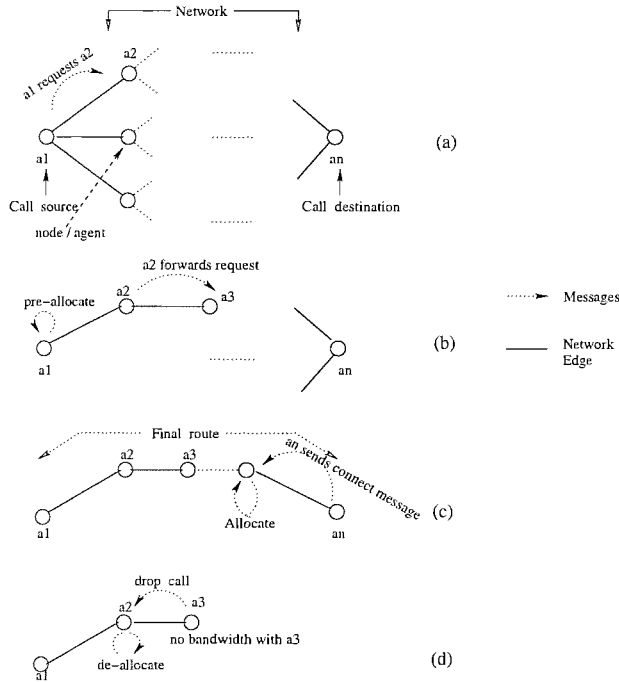 Network
a2
a1 requests a2
a1
an
(a)
Call source
Call destination
node / agent
a2 forwards request
a2
a3
pre-allocate
a1
an
(b)
Messages
Network
Edge
Final route
a2
a3
an sends connect message
Allocate
a1
an
(c)
drop call
a2
a3
no bandwidth with a3
de-allocate
a1
(d)